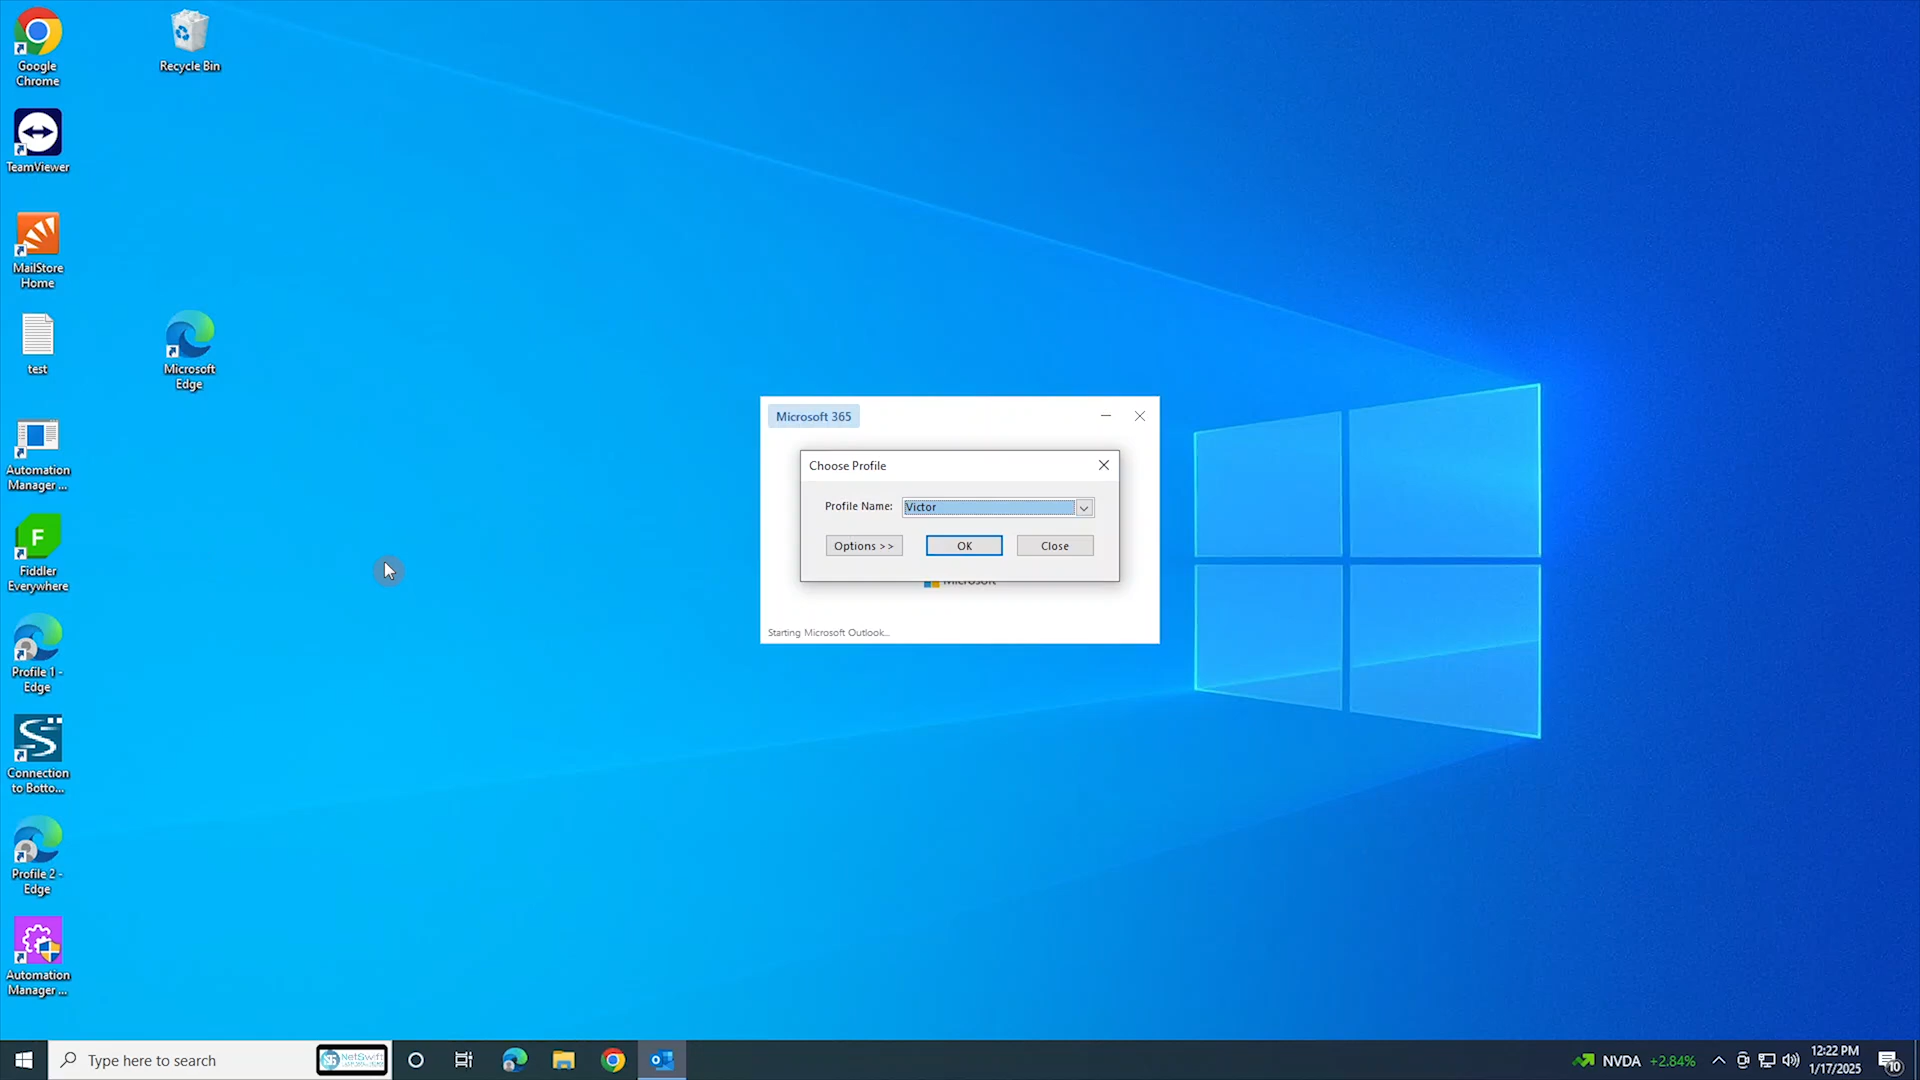 Google
Chrome
Recycle Bin
TeamViewer
MailStore
Home
test
Microsoft
Edge
Automation
Manager ...
Fiddler
Everywhere
Profile 1 -
Edge
Connection
to Botto...
Profile 2 -
Edge
Automation
Manager ...
Microsoft 365
Choose Profile
Profile Name:
Victor
Options >>
OK
Close
Microsoft
Starting Microsoft Outlook...
Type here to search
NetSwift
NVDA +2.84%
12:22 PM
1/17/2025
10